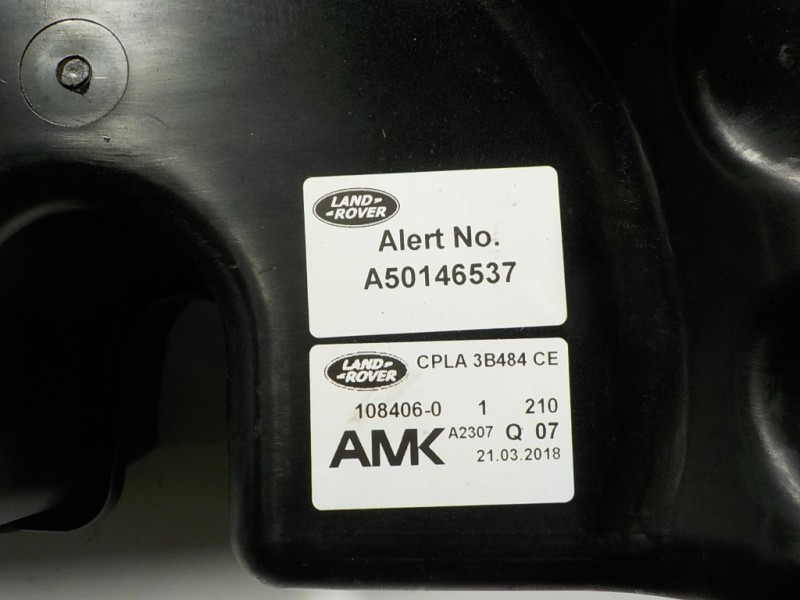 LAND-
-ROVER
Alert No.
A50146537
LAND-
-ROVER
CPLA 3B484 CE
108406-0 1 210
AMK A2307 Q 07
21.03.2018